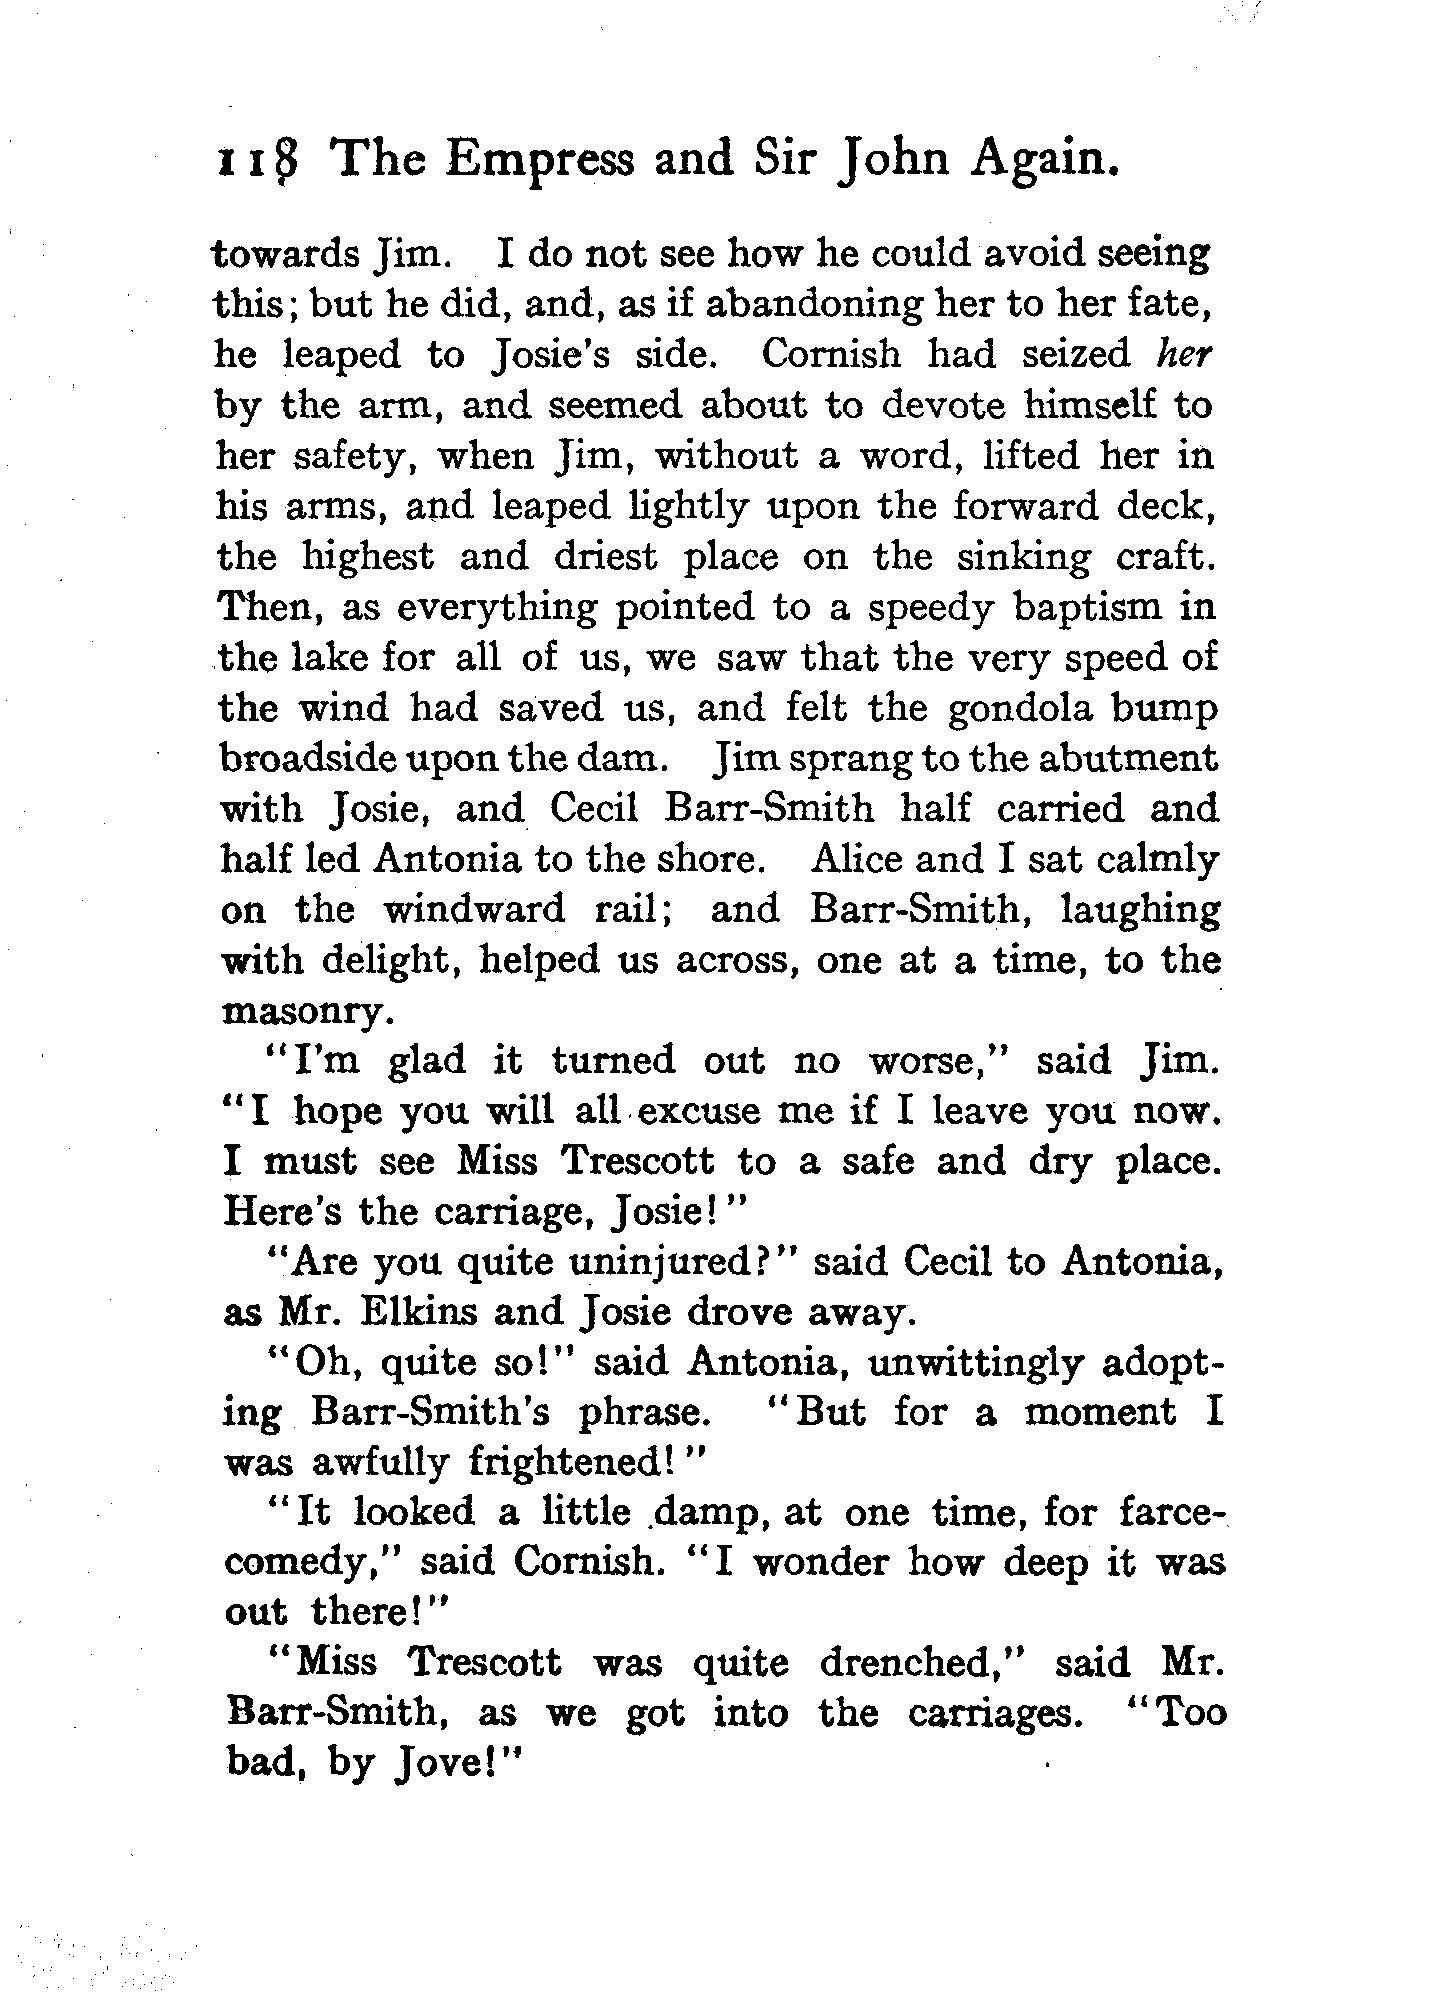 118 The Empress and Sir John Again.
towards Jim. I do not see how he could avoid seeing
this; but he did, and, as if abandoning her to her fate,
he leaped to Josie's side. Cornish had seized her
by the arm, and seemed about to devote himself to
her safety, when Jim, without a word, lifted her in
his arms, and leaped lightly upon the forward deck,
the highest and driest place on the sinking craft.
Then, as everything pointed to a speedy baptism in
the lake for all of us, we saw that the very speed of
the wind had saved us, and felt the gondola bump
broadside upon the dam. Jim sprang to the abutment
with Josie, and Cecil Barr-Smith half carried and
half led Antonia to the shore. Alice and I sat calmly
on the windward rail; and Barr-Smith, laughing
with delight, helped us across, one at a time, to the
masonry.
"I'm glad it turned out no worse," said Jim.
"I hope you will all excuse me if I leave you now.
I must see Miss Trescott to a safe and dry place.
Here's the carriage, Josie!"
"Are you quite uninjured?" said Cecil to Antonia,
as Mr. Elkins and Josie drove away.
"Oh, quite so!" said Antonia, unwittingly adopt-
ing Barr-Smith's phrase. "But for a moment I
was awfully frightened!"
"It looked a little damp, at one time, for farce-
comedy," said Cornish. "I wonder how deep it was
out there!"
"Miss Trescott was quite drenched," said Mr.
Barr-Smith, as we got into the carriages. "Too
bad, by Jove!"